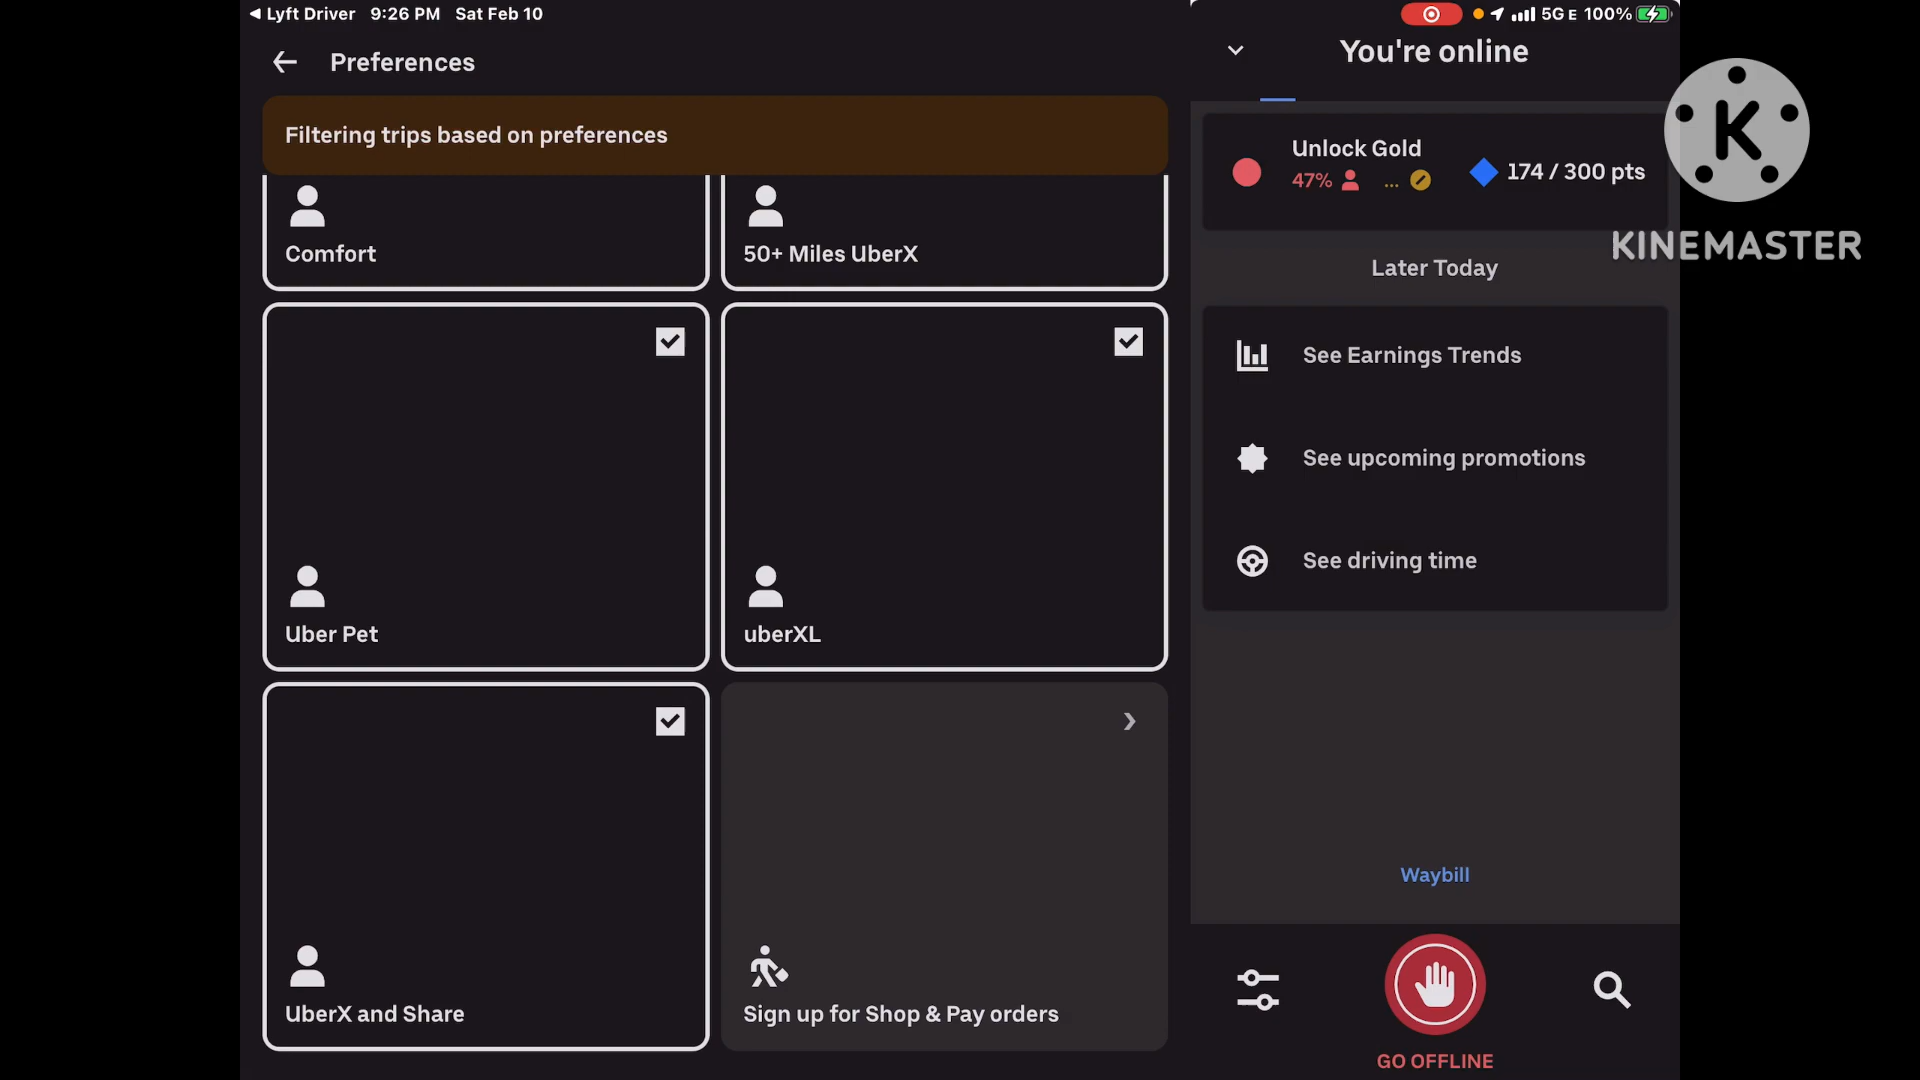 Lyft Driver 9:26 PM Sat Feb 10
5G E 100%
Preferences
Filtering trips based on preferences
Comfort
50+ Miles UberX
Uber Pet
uberXL
UberX and Share
Sign up for Shop & Pay orders
You're online
Unlock Gold
47% ...
174 / 300 pts
Later Today
See Earnings Trends
See upcoming promotions
See driving time
Waybill
GO OFFLINE
K
KINEMASTER